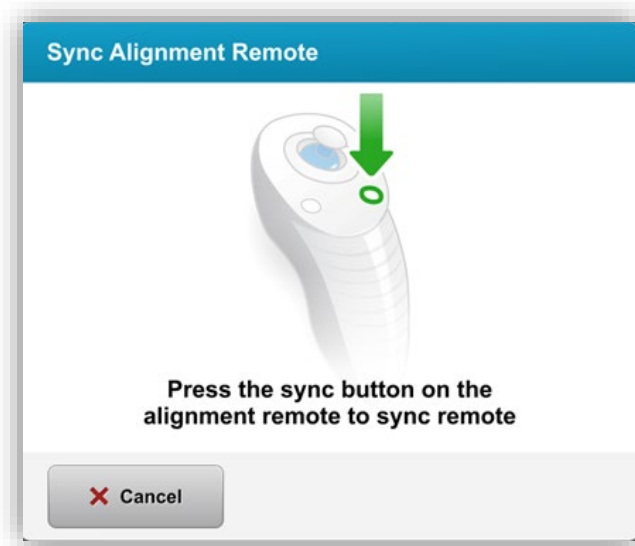 Sync Alignment Remote
Press the sync button on the
alignment remote to sync remote
Cancel